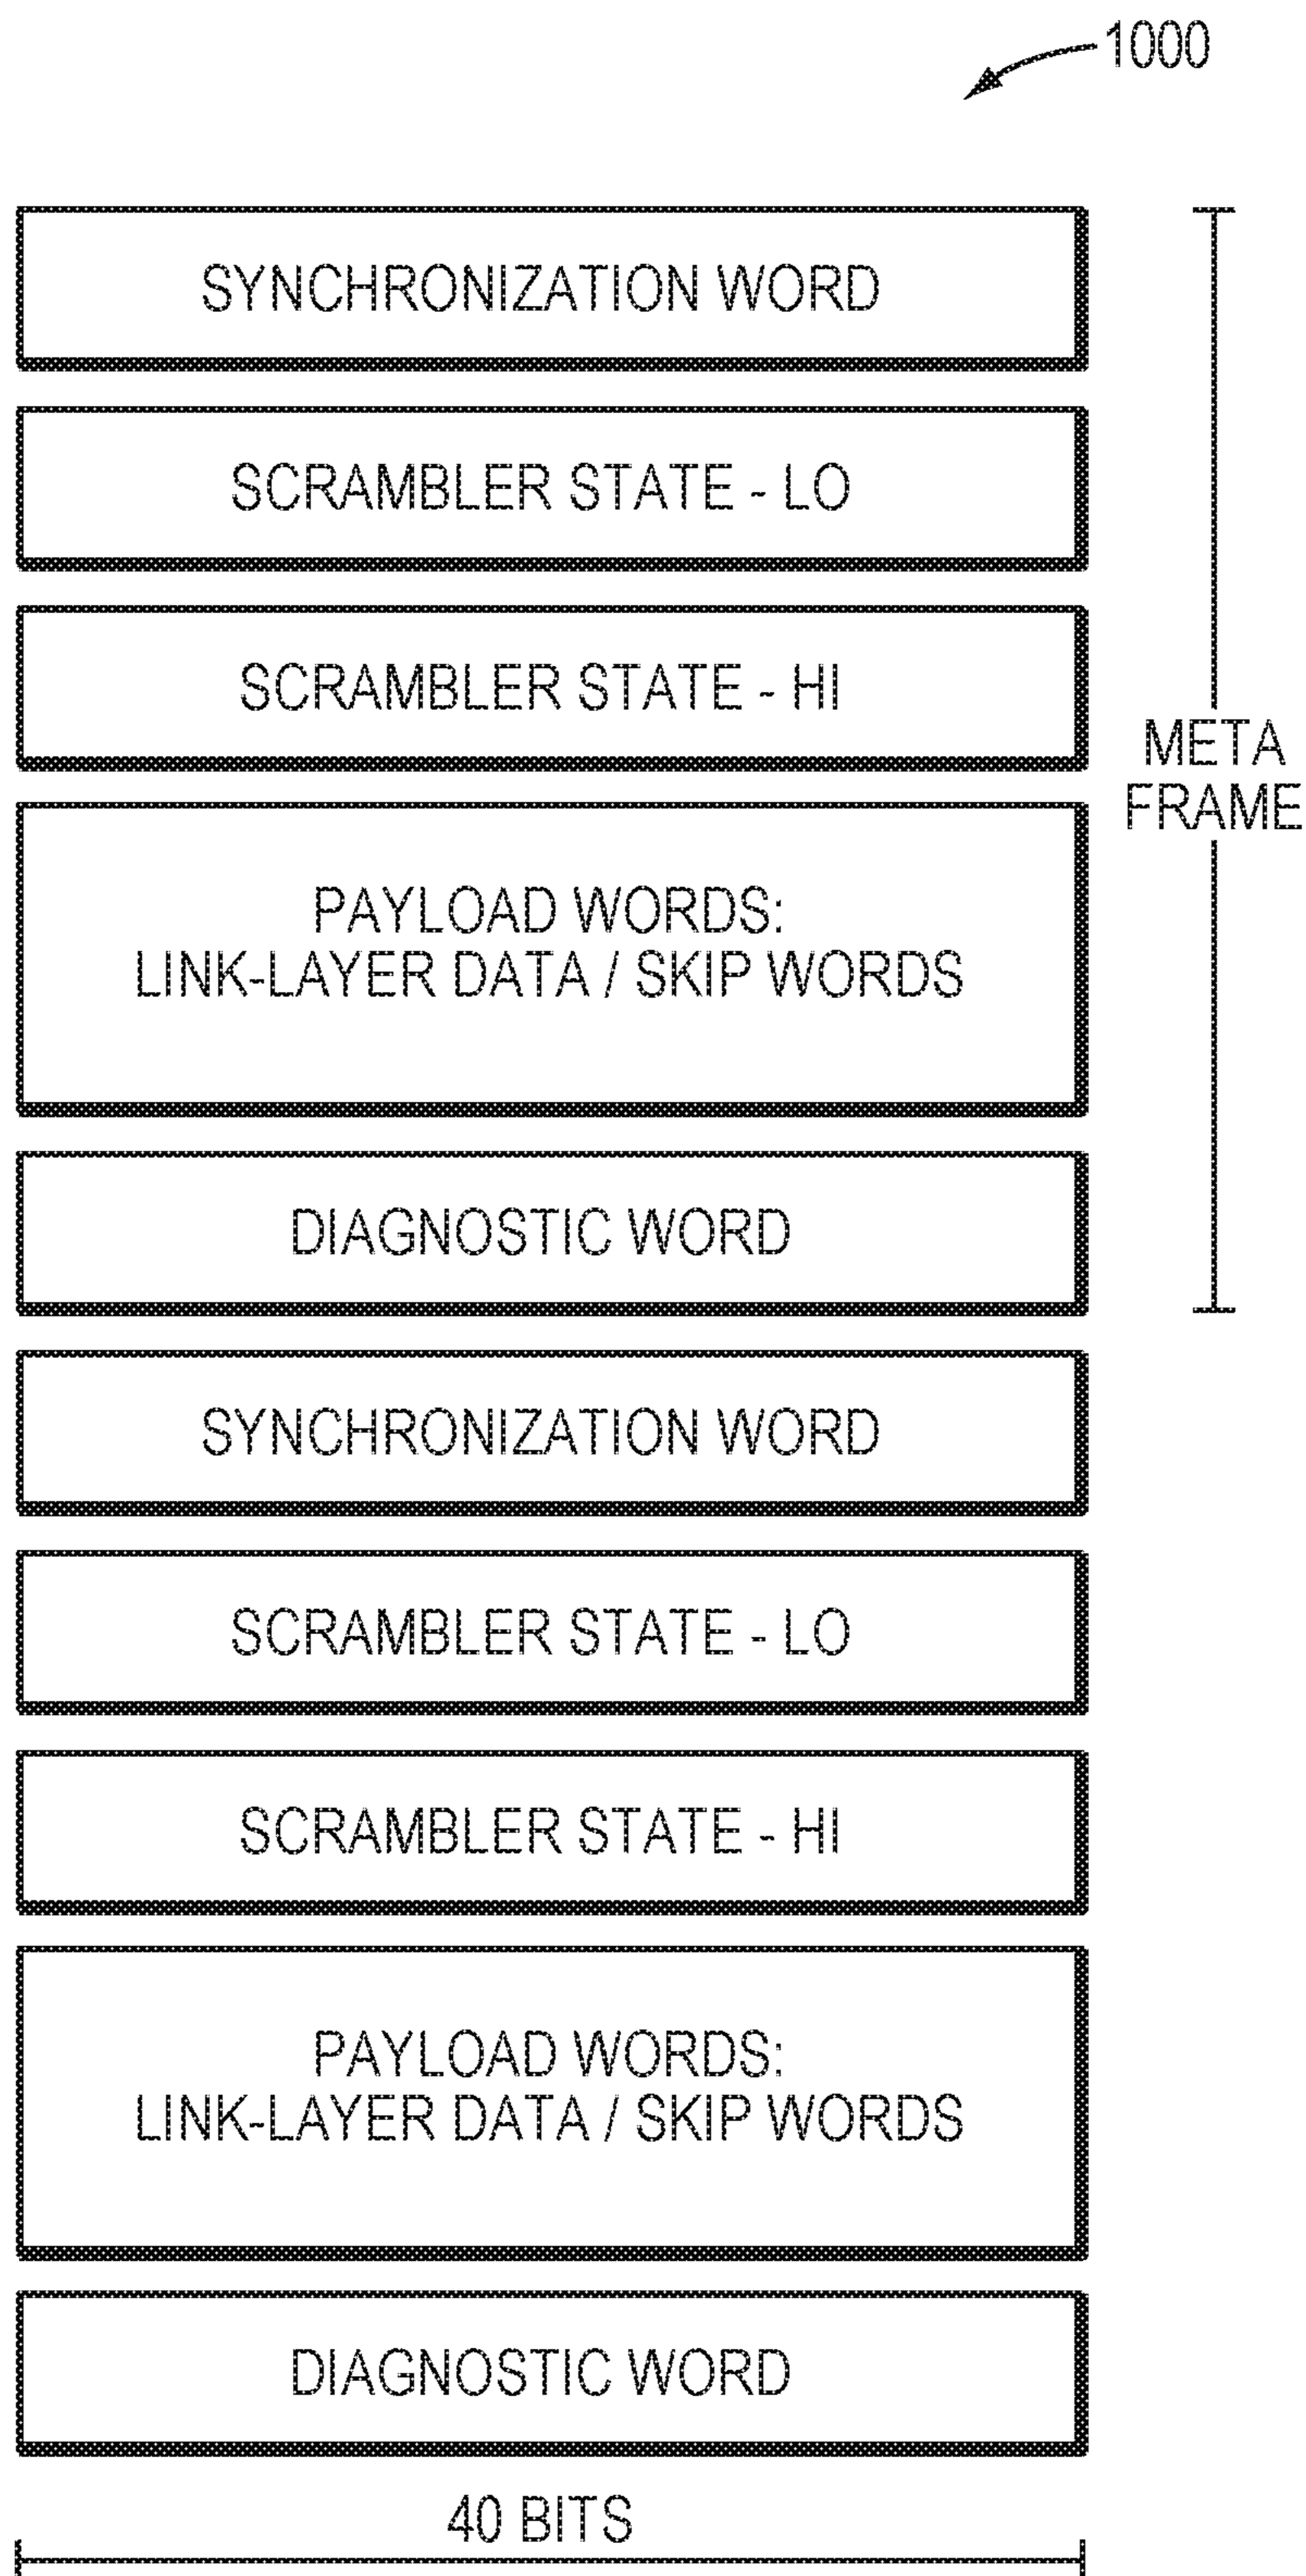 1000
SYNCHRONIZATION WORD
SCRAMBLER STATE - LO
SCRAMBLER STATE - HI
META
FRAME
PAYLOAD WORDS:
LINK-LAYER DATA / SKIP WORDS
DIAGNOSTIC WORD
SYNCHRONIZATION WORD
SCRAMBLER STATE - LO
SCRAMBLER STATE - HI
PAYLOAD WORDS:
LINK-LAYER DATA / SKIP WORDS
DIAGNOSTIC WORD
40 BITS